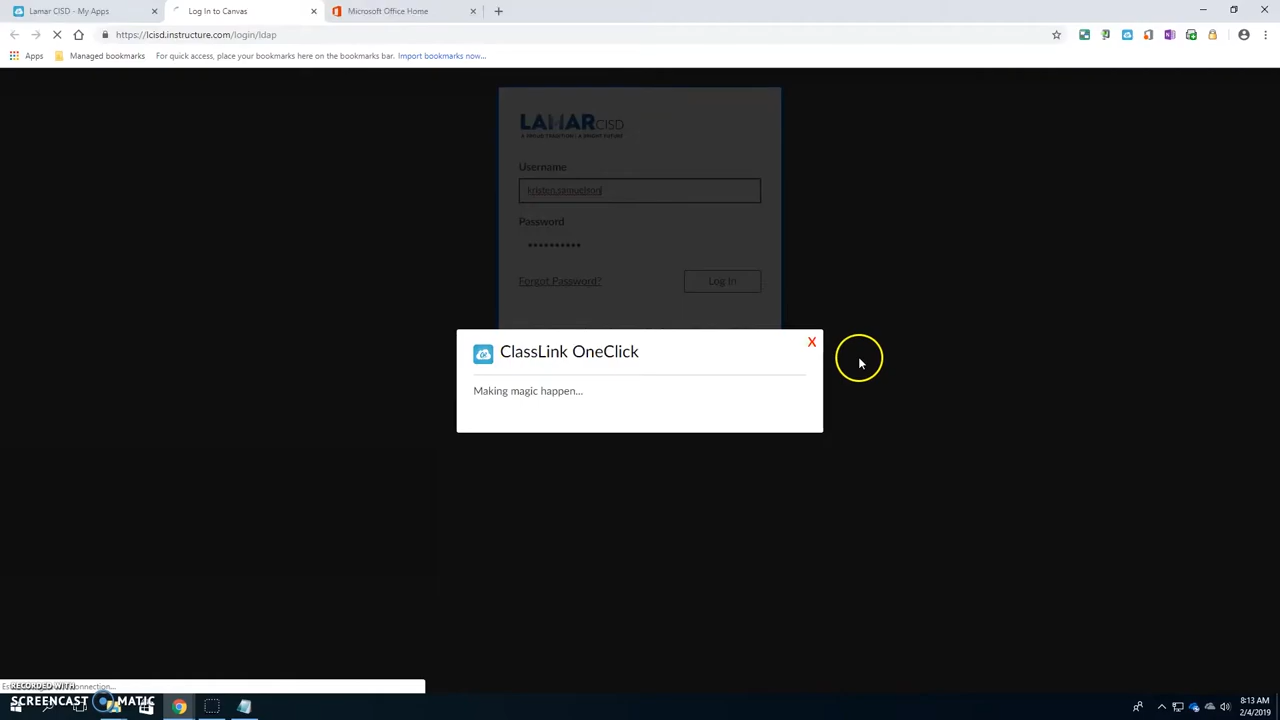 Lamar CISD - My Apps
Log In to Canvas
Microsoft Office Home
https://lcisd.instructure.com/login/ldap
Apps
Managed bookmarks
For quick access, place your bookmarks here on the bookmarks bar.
Import bookmarks now...
LAMAR CISD
Username
Password
Forgot Password?
Log In
ClassLink OneClick
X
Making magic happen...
connection...
RECORDED WITH
SCREENCAST MATIC
8:13 AM
2/4/2019